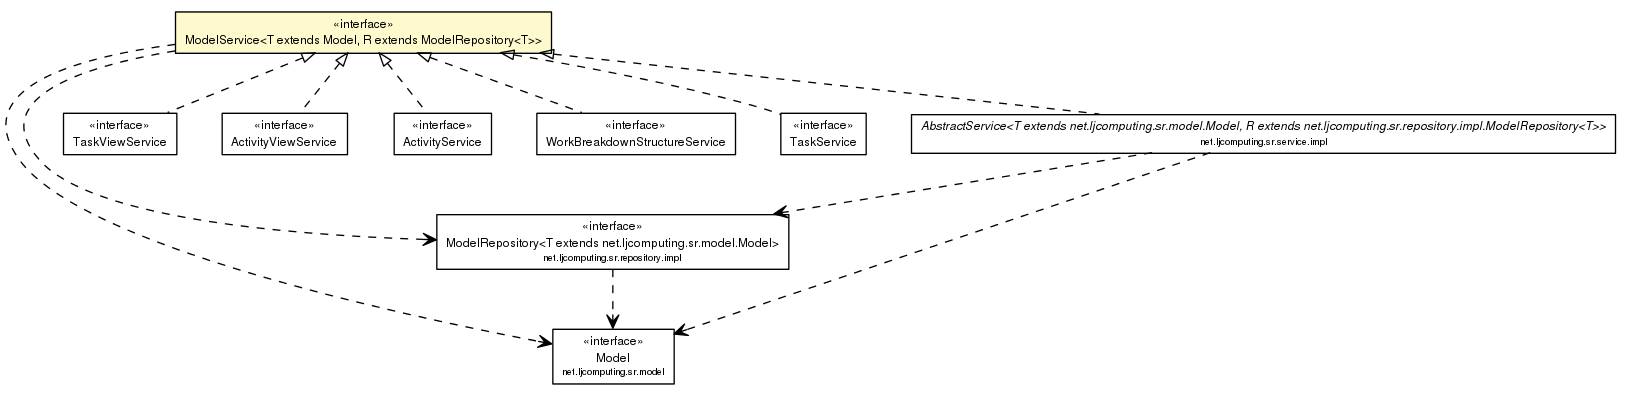 «interface»
ModelService<T extends Model, R extends ModelRepository<T>>
«interface»
TaskViewService
«interface»
ActivityViewService
«interface»
ActivityService
«interface»
WorkBreakdownStructureService
«interface»
TaskService
AbstractService<T extends net.ljcomputing.sr.model.Model, R extends net.ljcomputing.sr.repository.impl.ModelRepository<T>>
net.ljcomputing.sr.service.impl
«interface»
ModelRepository<T extends net.ljcomputing.sr.model.Model>
net.ljcomputing.sr.repository.impl
«interface»
Model
net.ljcomputing.sr.model